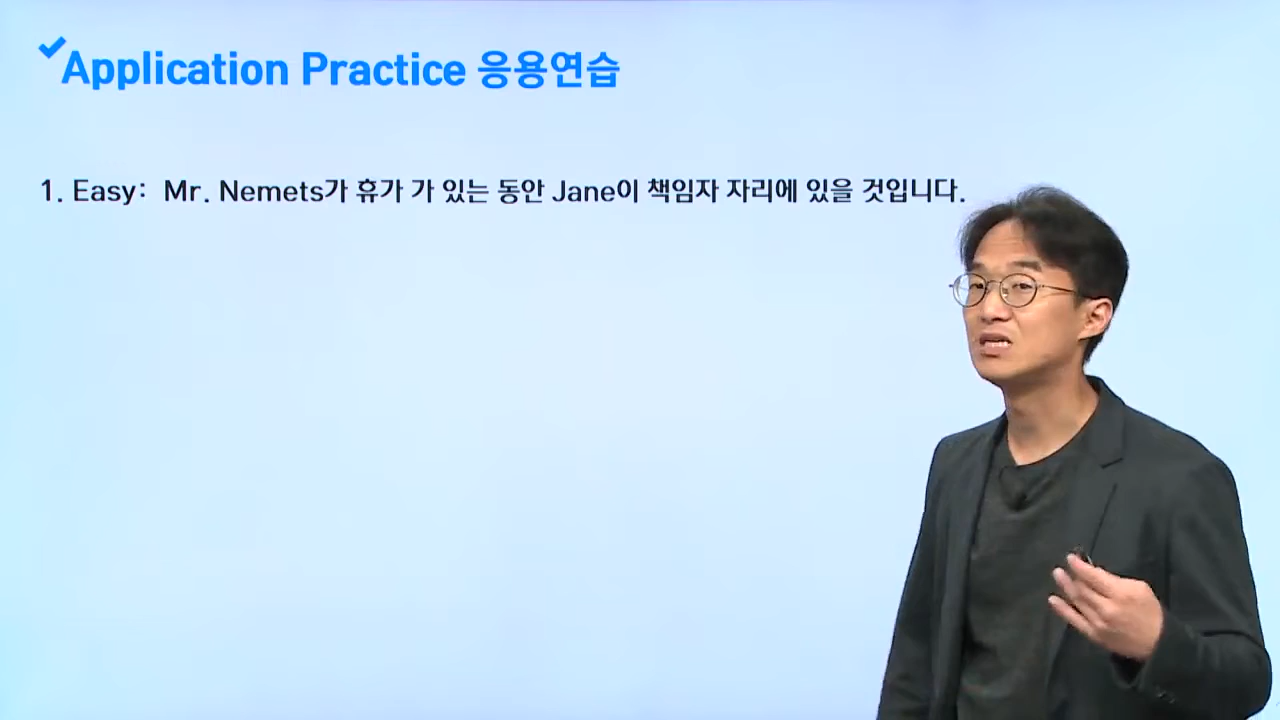 Application Practice 응용연습
1. Easy: Mr. Nemets가 휴가 가 있는 동안 Jane이 책임자 자리에 있을 것입니다.